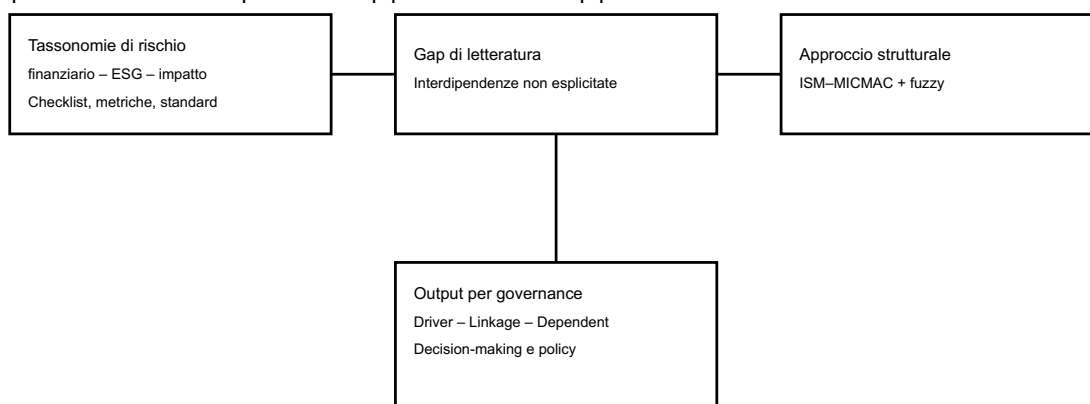 Tassonomie di rischio
finanziario – ESG – impatto
Checklist, metriche, standard
Gap di letteratura
Interdipendenze non esplicitate
Approccio strutturale
ISM–MICMAC + fuzzy
Output per governance
Driver – Linkage – Dependent
Decision-making e policy